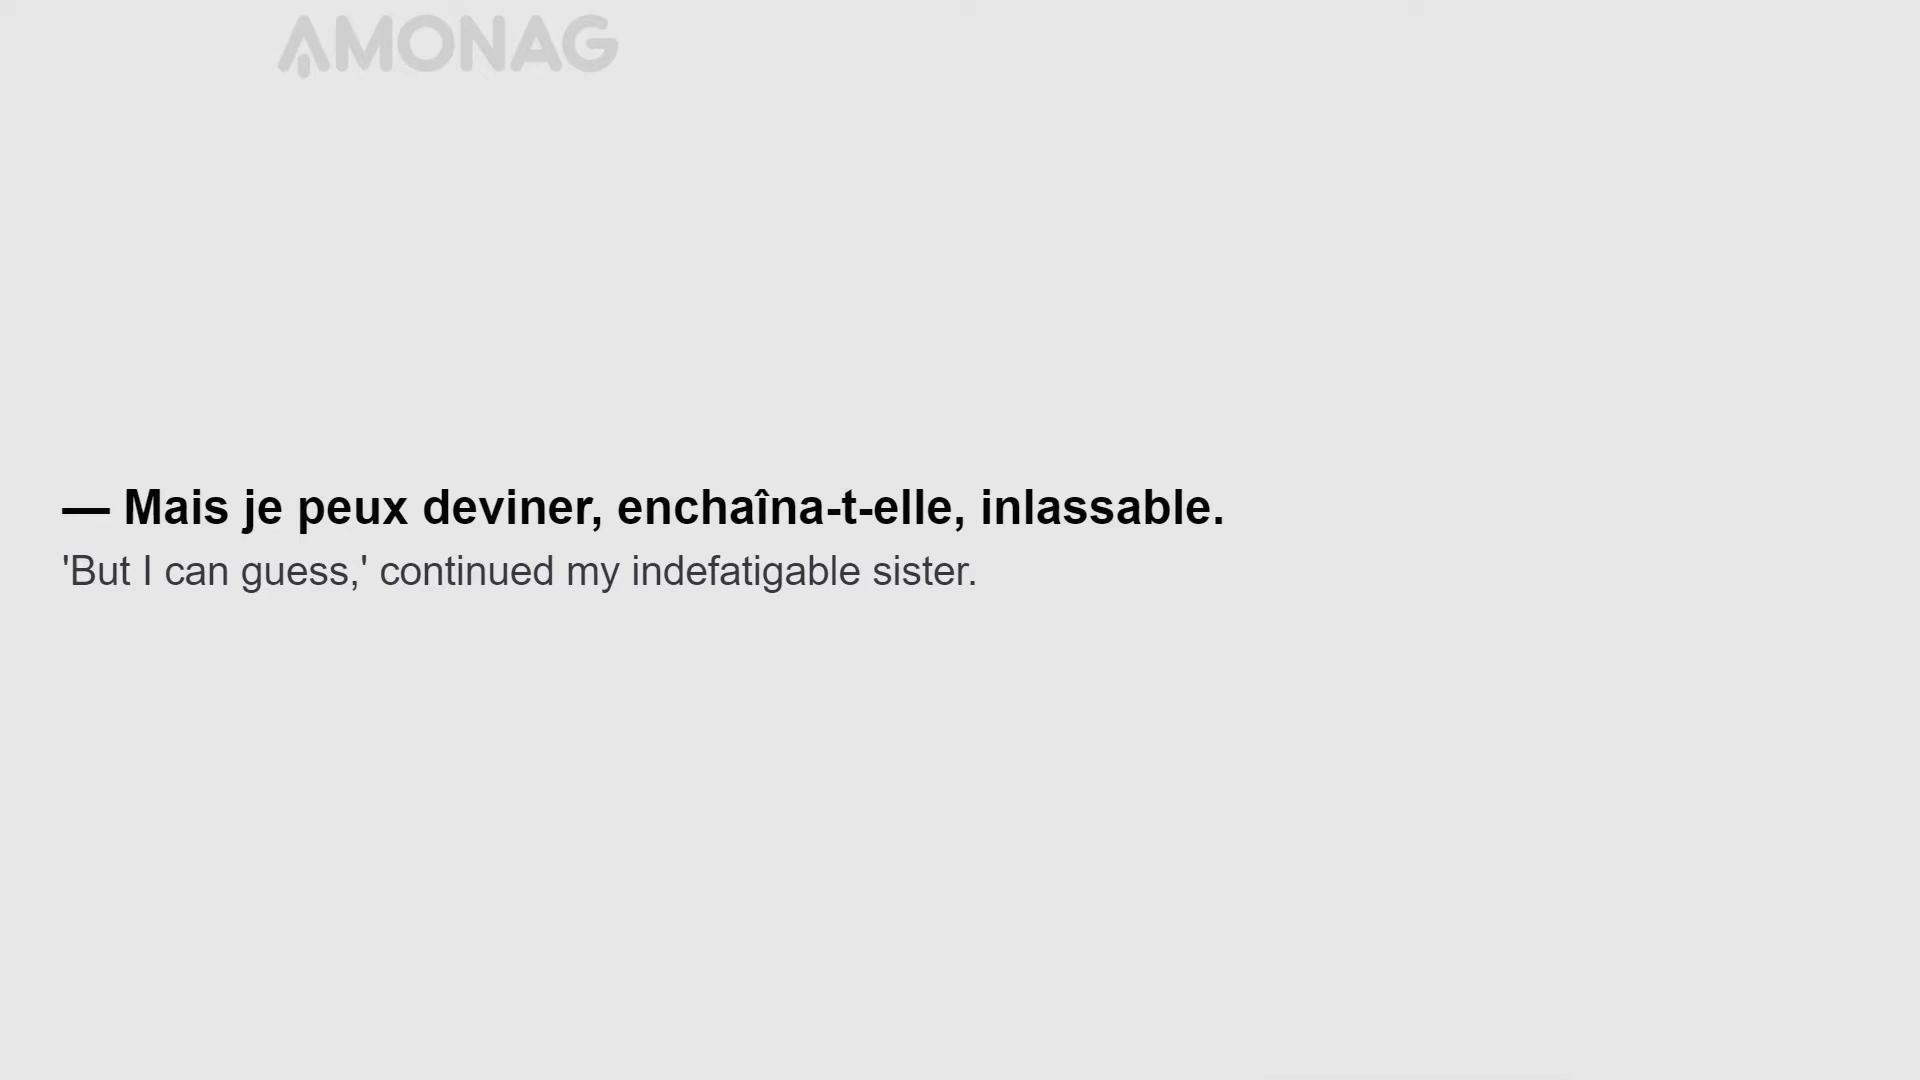 AMONAG
— Mais je peux deviner, enchaîna-t-elle, inlassable.
'But I can guess,' continued my indefatigable sister.